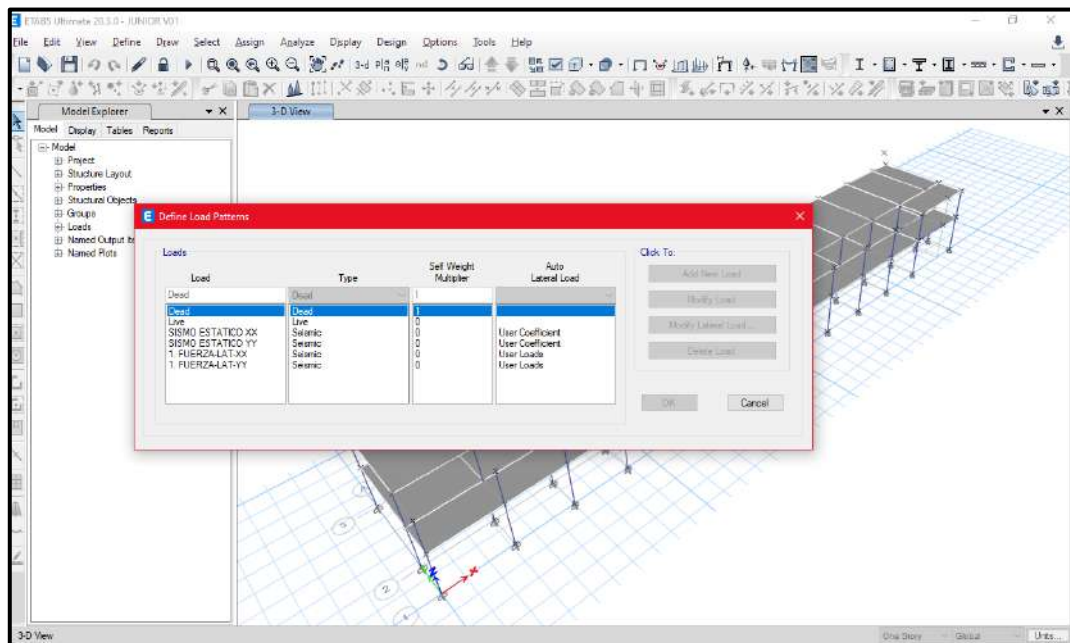 ETABS Ultimate 20.3.0 - JUNIOR V01
File Edit View Define Draw Select Assign Analyze Display Design Options Tools Help
3-d
Model Explorer
3-D View
Model Display Tables Reports
Model
Project
Structure Layout
Properties
Structural Objects
Groups
Loads
Named Output It
Named Plots
Define Load Patterns
Loads
Click To:
Load Type Self Weight Multiplier Auto Lateral Load
Dead Dead 1
Dead Dead 1
Live Live 0
SISMO ESTATICO XX Seismic 0 User Coefficient
SISMO ESTATICO YY Seismic 0 User Coefficient
1. FUERZA-LAT-XX Seismic 0 User Loads
1. FUERZA-LAT-YY Seismic 0 User Loads
Add New Load
Modify Load
Modify Lateral Load...
Delete Load
OK Cancel
3
2
1
X
3-D View
One Story Global Units...